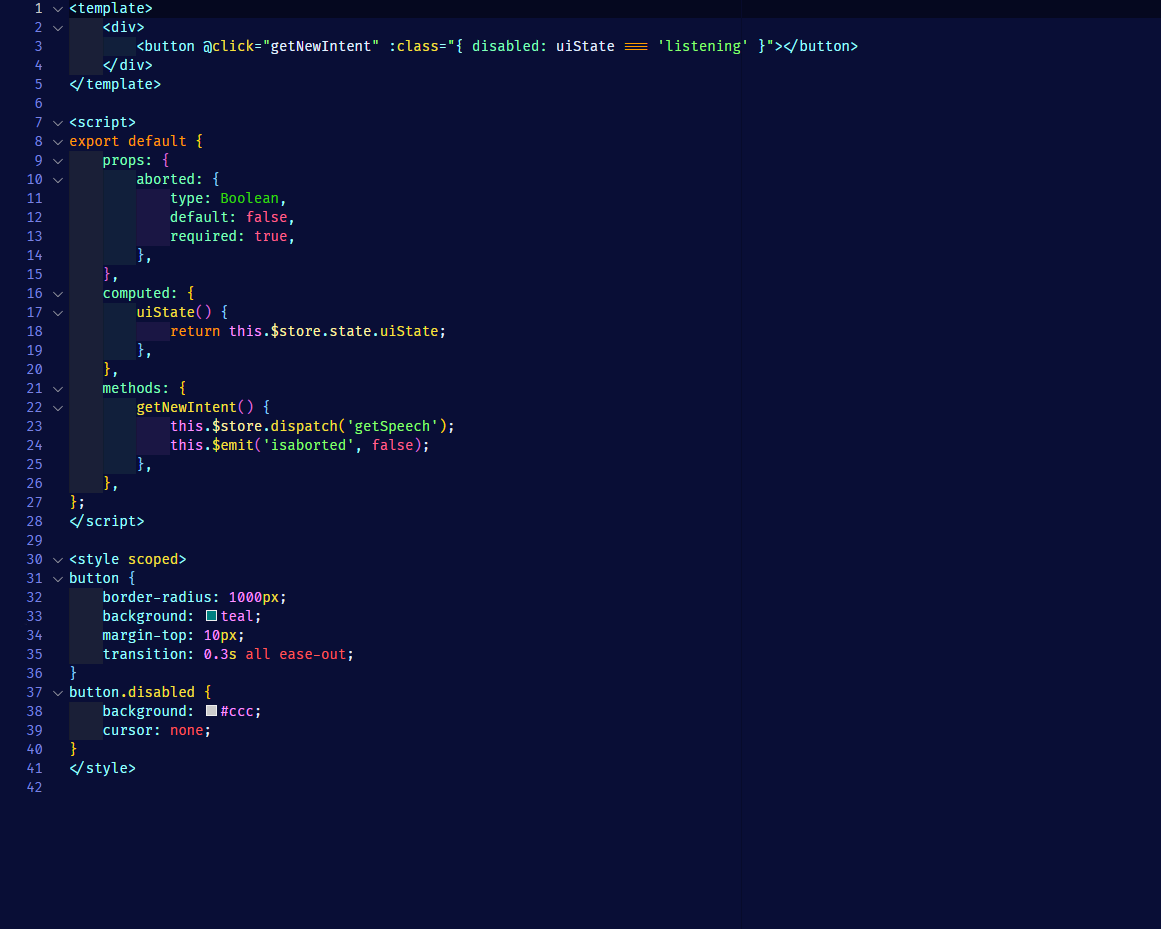 1 <template>
2 <div>
3 <button @click="getNewIntent" :class="{ disabled: uiState === 'listening' }"></button>
4 </div>
5 </template>
6
7 <script>
8 export default {
9 props: {
10 aborted: {
11 type: Boolean,
12 default: false,
13 required: true,
14 },
15 },
16 computed: {
17 uiState() {
18 return this.$store.state.uiState;
19 },
20 },
21 methods: {
22 getNewIntent() {
23 this.$store.dispatch('getSpeech');
24 this.$emit('isaborted', false);
25 },
26 },
27 };
28 </script>
29
30 <style scoped>
31 button {
32 border-radius: 1000px;
33 background: teal;
34 margin-top: 10px;
35 transition: 0.3s all ease-out;
36 }
37 button.disabled {
38 background: #ccc;
39 cursor: none;
40 }
41 </style>
42